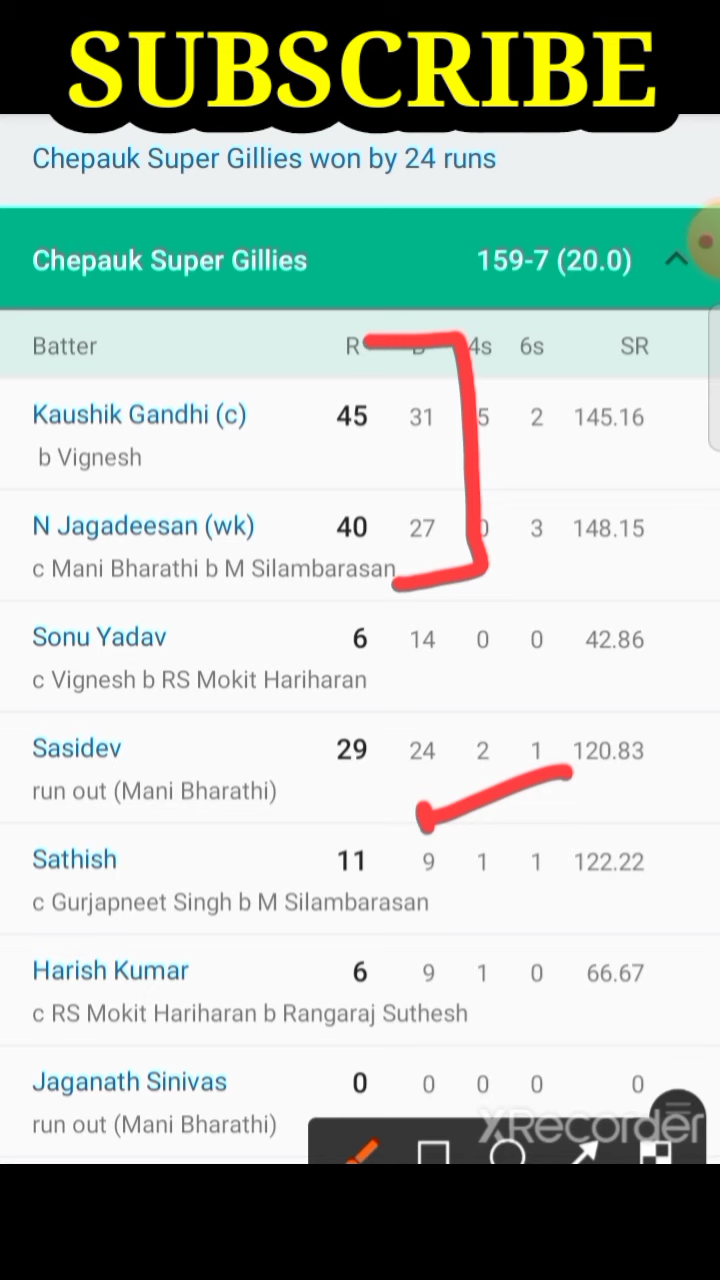 SUBSCRIBE
Chepauk Super Gillies won by 24 runs
Chepauk Super Gillies 159-7 (20.0)
Batter R 4s 6s SR
Kaushik Gandhi (c) 45 31 5 2 145.16
b Vignesh
N Jagadeesan (wk) 40 27 0 3 148.15
c Mani Bharathi b M Silambarasan
Sonu Yadav 6 14 0 0 42.86
c Vignesh b RS Mokit Hariharan
Sasidev 29 24 2 1 120.83
run out (Mani Bharathi)
Sathish 11 9 1 1 122.22
c Gurjapneet Singh b M Silambarasan
Harish Kumar 6 9 1 0 66.67
c RS Mokit Hariharan b Rangaraj Suthesh
Jaganath Sinivas 0 0 0 0 0
run out (Mani Bharathi)
XRecorder